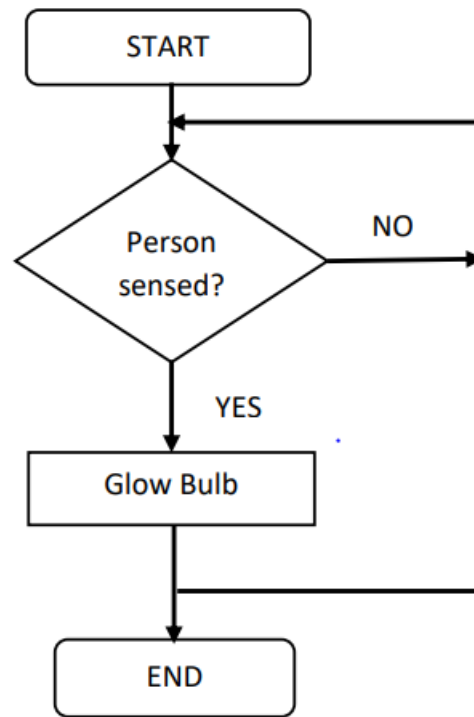 START
Person
sensed?
NO
YES
Glow Bulb
END